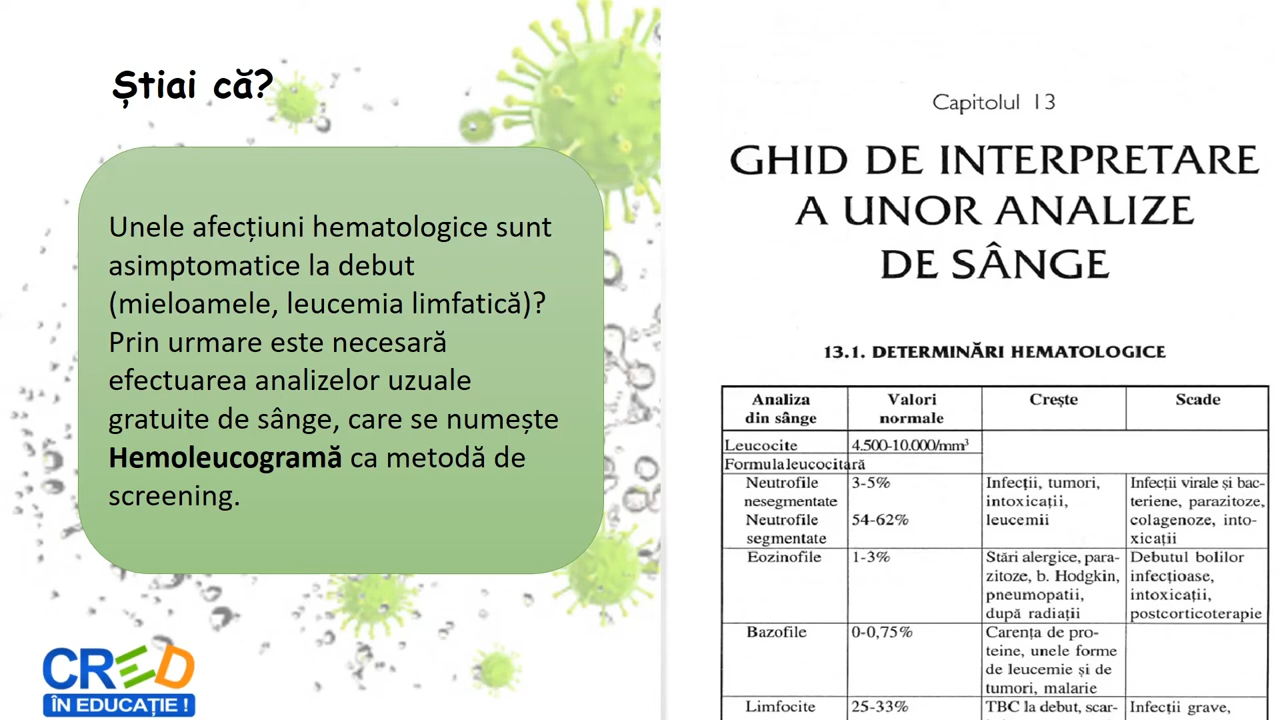 Știai că?
Unele afecțiuni hematologice sunt
asimptomatice la debut
(mieloamele, leucemia limfatică)?
Prin urmare este necesară
efectuarea analizelor uzuale
gratuite de sânge, care se numește
Hemoleucogramă ca metodă de
screening.
CRED
ÎN EDUCAȚIE !
Capitolul 13
GHID DE INTERPRETARE
A UNOR ANALIZE
DE SÂNGE
13.1. DETERMINĂRI HEMATOLOGICE
Analiza din sânge | Valori normale | Crește | Scade
Leucocite 4.500-10.000/mm³
Formula leucocitară
Neutrofile nesegmentate 3-5% Infecții, tumori, Infecții virale și bac-
intoxicații, teriene, parazitoze,
Neutrofile segmentate 54-62% leucemii colagenoze, into-
xicații
Eozinofile 1-3% Stări alergice, para- Debutul bolilor
zitoze, b. Hodgkin, infecțioase,
pneumopatii, intoxicații,
după radiații postcorticoterapie
Bazofile 0-0,75% Carența de pro-
teine, unele forme
de leucemie și de
tumori, malarie
Limfocite 25-33% TBC la debut, scar- Infecții grave,